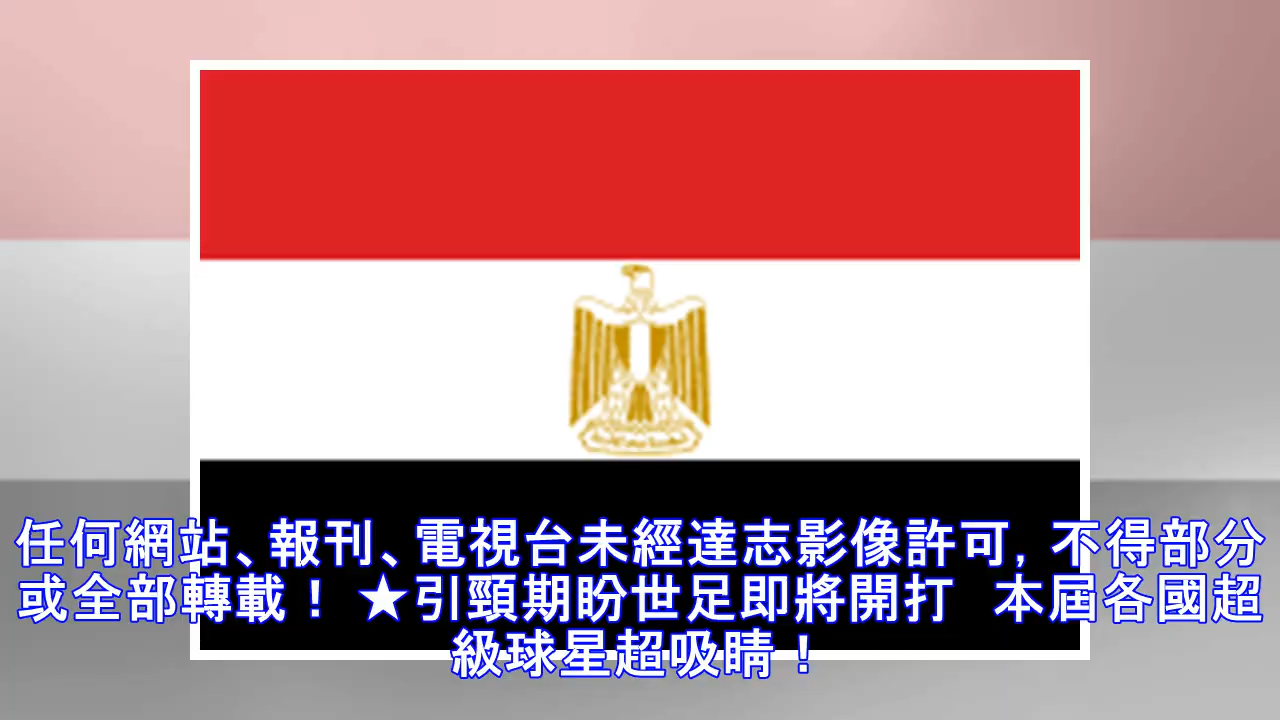 任何網站、報刊、電視台未經達志影像許可, 不得部分
或全部轉載！ ★引頸期盼世足即將開打　本屆各國超
級球星超吸睛！